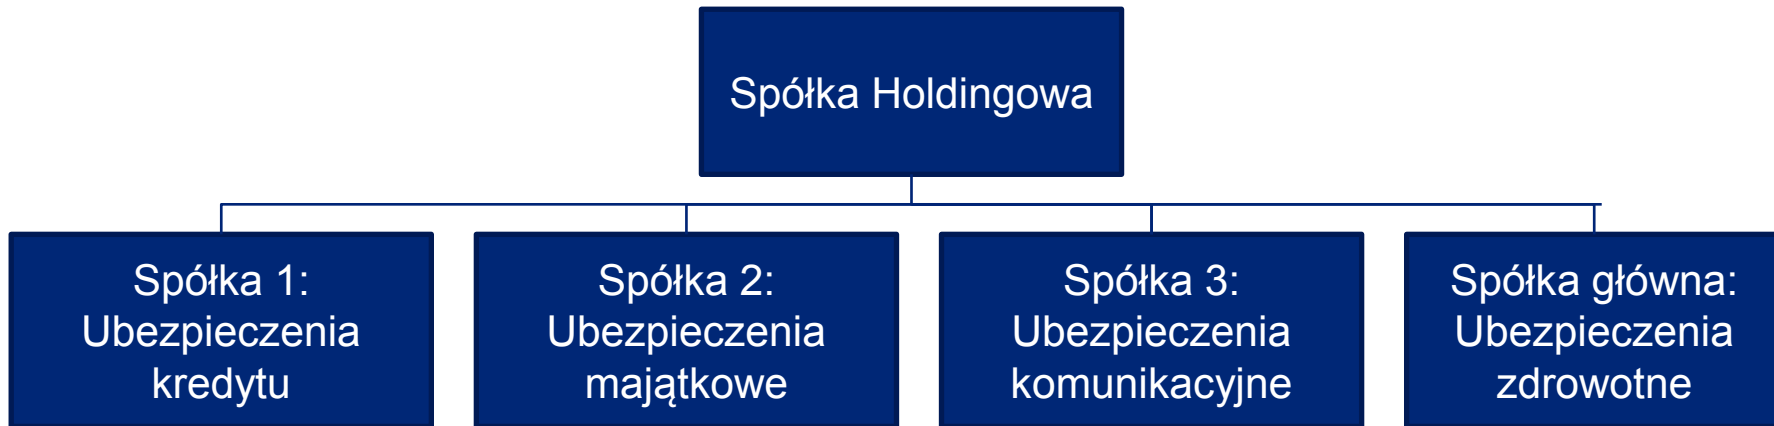 Spółka Holdingowa
Spółka 1:
Ubezpieczenia
kredytu
Spółka 2:
Ubezpieczenia
majątkowe
Spółka 3:
Ubezpieczenia
komunikacyjne
Spółka główna:
Ubezpieczenia
zdrowotne